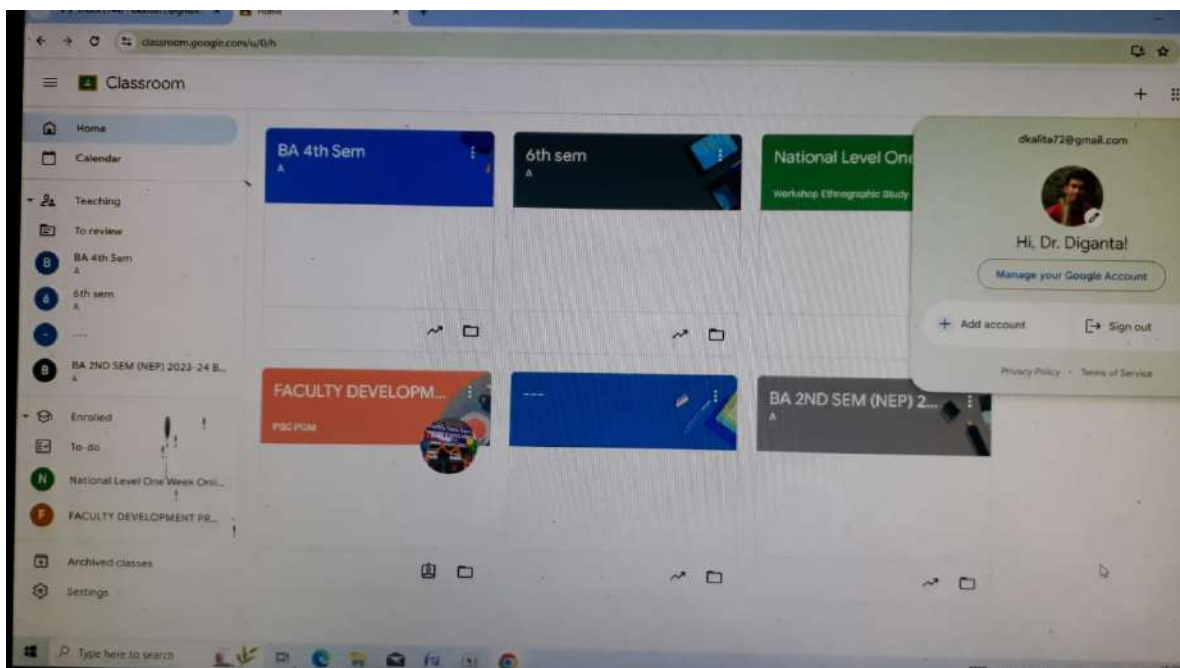 Home
classroom.google.com/u/0/h
Classroom
Home
Calendar
Teaching
To review
B
BA 4th Sem
A
6
6th sem
A
-
----
B
BA 2ND SEM (NEP) 2023-24 B...
A
Enrolled
To-do
N
National Level One Week Onli...
F
FACULTY DEVELOPMENT PR...
Archived classes
Settings
BA 4th Sem
A
6th sem
A
National Level One
Workshop Ethnographic Study
FACULTY DEVELOPM...
PSC-PGM
---
BA 2ND SEM (NEP) 2...
A
dkalita72@gmail.com
Hi, Dr. Diganta!
Manage your Google Account
+ Add account
Sign out
Privacy Policy · Terms of Service
Type here to search